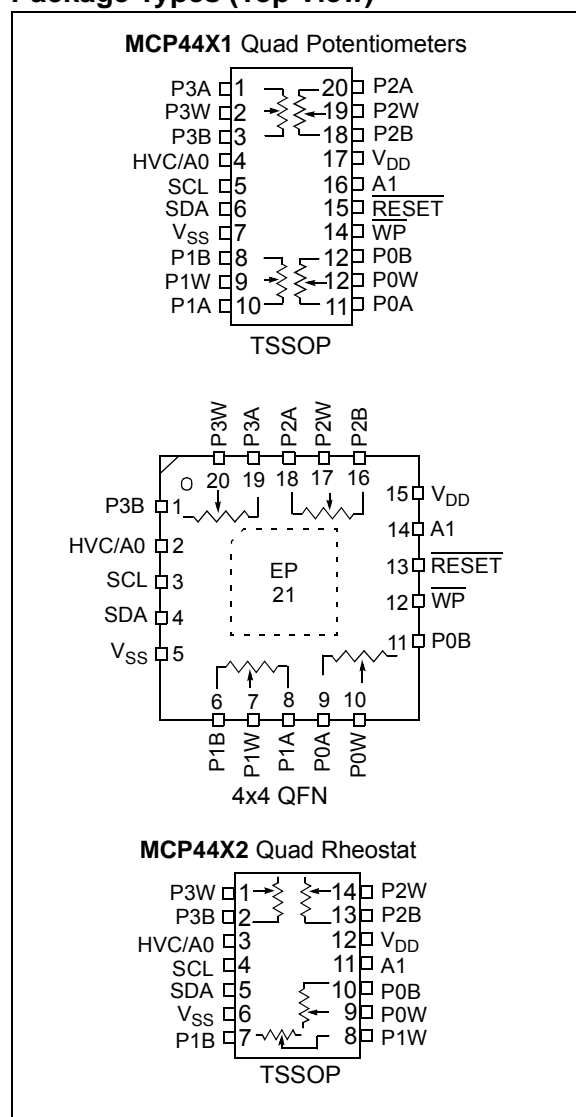 Package Types (Top View)
MCP44X1 Quad Potentiometers
P3A 1 20 P2A
P3W 2 19 P2W
P3B 3 18 P2B
HVC/A0 4 17 VDD
SCL 5 16 A1
SDA 6 15 RESET
VSS 7 14 WP
P1B 8 12 P0B
P1W 9 12 P0W
P1A 10 11 P0A
TSSOP
P3W P3A P2A P2W P2B
20 19 18 17 16
P3B 1 15 VDD
HVC/A0 2 14 A1
SCL 3 EP 13 RESET
SDA 4 21 12 WP
VSS 5 11 P0B
6 7 8 9 10
P1B P1W P1A P0A P0W
4x4 QFN
MCP44X2 Quad Rheostat
P3W 1 14 P2W
P3B 2 13 P2B
HVC/A0 3 12 VDD
SCL 4 11 A1
SDA 5 10 P0B
VSS 6 9 P0W
P1B 7 8 P1W
TSSOP